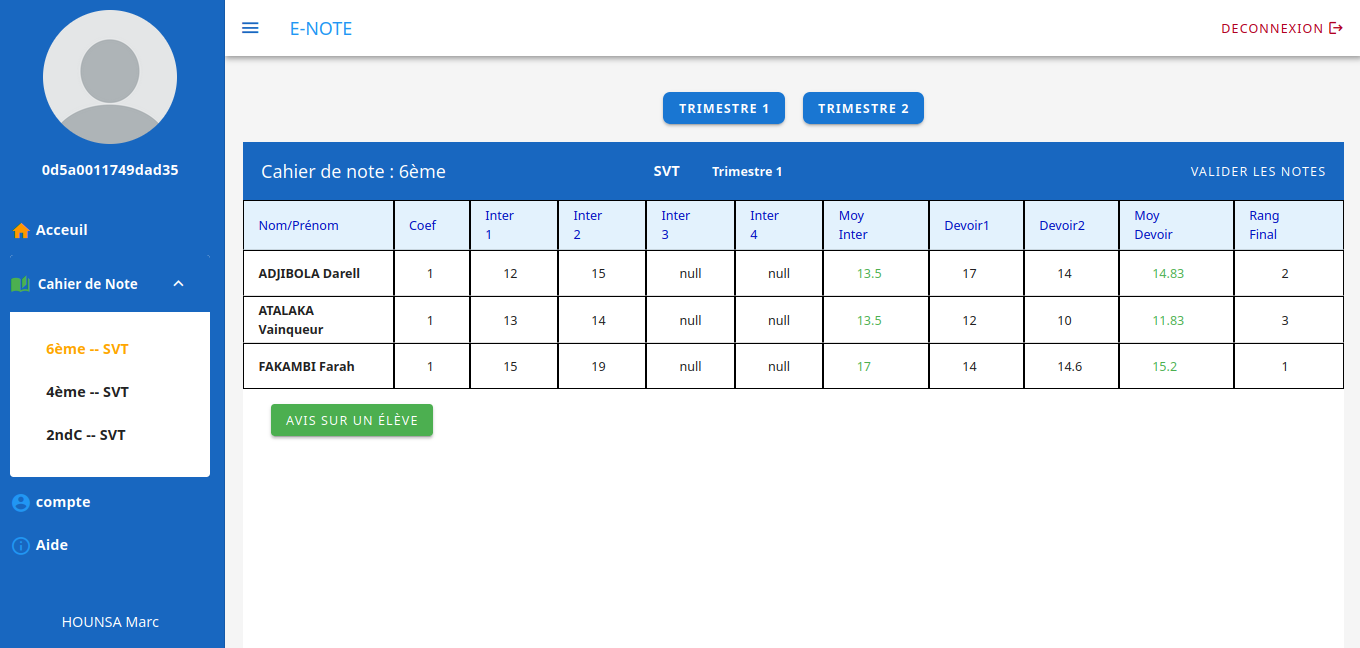 E-NOTE
DECONNEXION
0d5a0011749dad35
Acceuil
Cahier de Note
6ème -- SVT
4ème -- SVT
2ndC -- SVT
compte
Aide
HOUNSA Marc
TRIMESTRE 1 TRIMESTRE 2
Cahier de note : 6ème SVT Trimestre 1 VALIDER LES NOTES
Nom/Prénom Coef Inter 1 Inter 2 Inter 3 Inter 4 Moy Inter Devoir1 Devoir2 Moy Devoir Rang Final
ADJIBOLA Darell 1 12 15 null null 13.5 17 14 14.83 2
ATALAKA Vainqueur 1 13 14 null null 13.5 12 10 11.83 3
FAKAMBI Farah 1 15 19 null null 17 14 14.6 15.2 1
AVIS SUR UN ÉLÈVE